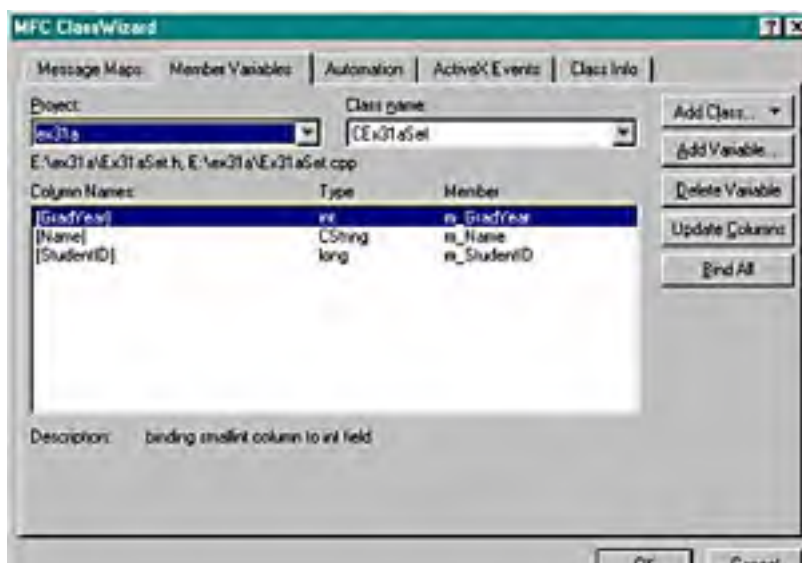 MFC ClassWizard
Message Maps Member Variables Automation ActiveX Events Class Info
Project: Class name:
ex31a CEx31aSet
Add Class...
E:\ex31a\Ex31aSet.h, E:\ex31a\Ex31aSet.cpp
Add Variable...
Column Names: Type Member
Delete Variable
[GradYear] int m_GradYear
[Name] CString m_Name
Update Columns
[StudentID] long m_StudentID
Bind All
Description: binding smallint column to int field
OK Cancel